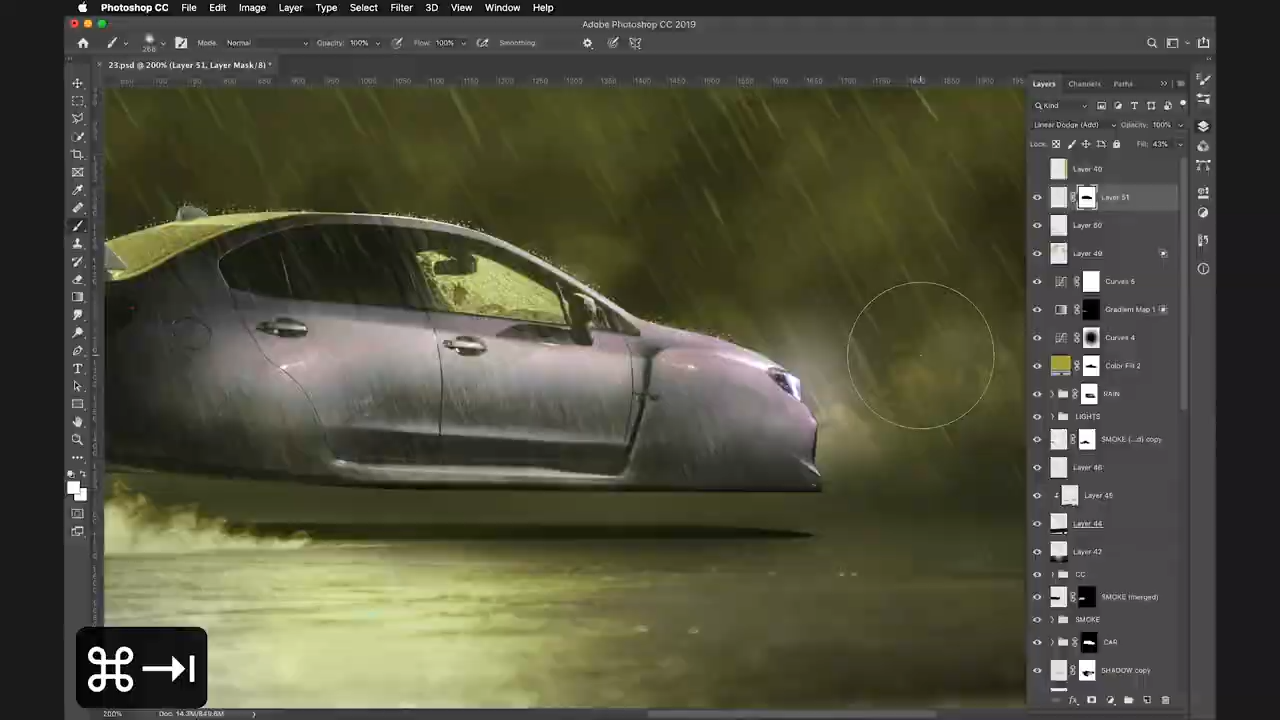 Photoshop CC File Edit Image Layer Type Select Filter 3D View Window Help
Adobe Photoshop CC 2019
268 Mode: Normal Opacity: 100% Flow: 100% Smoothing:
23.psd @ 200% (Layer 51, Layer Mask/8) *
Layers Channels Paths
Kind
Linear Dodge (Add) Opacity: 100%
Lock: Fill: 43%
Layer 40
Layer 51
Layer 50
Layer 49
Curves 5
Gradient Map 1
Curves 4
Color Fill 2
RAIN
LIGHTS
SMOKE (...d) copy
Layer 46
Layer 45
Layer 44
Layer 42
CC
SMOKE (merged)
SMOKE
CAR
SHADOW copy
200% Doc: 14.3M/849.6M